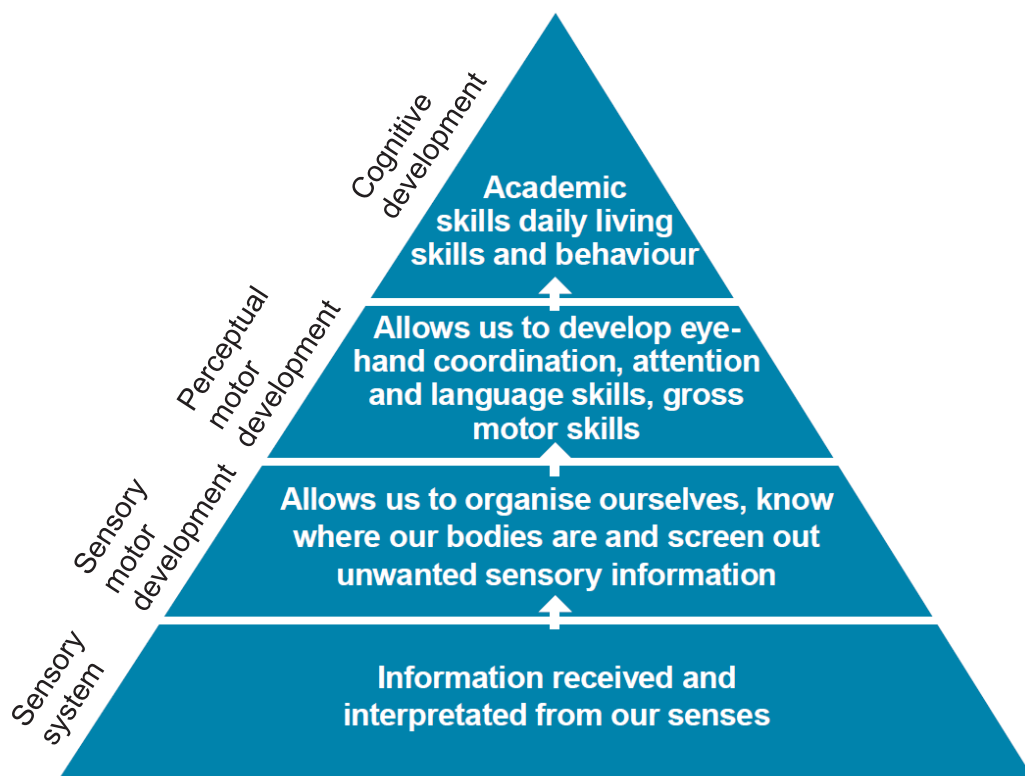 Cognitive
development
Academic
skills daily living
skills and behaviour
Perceptual
motor
development
Allows us to develop eye-
hand coordination, attention
and language skills, gross
motor skills
Sensory
motor
development
Allows us to organise ourselves, know
where our bodies are and screen out
unwanted sensory information
Sensory
system
Information received and
interpretated from our senses